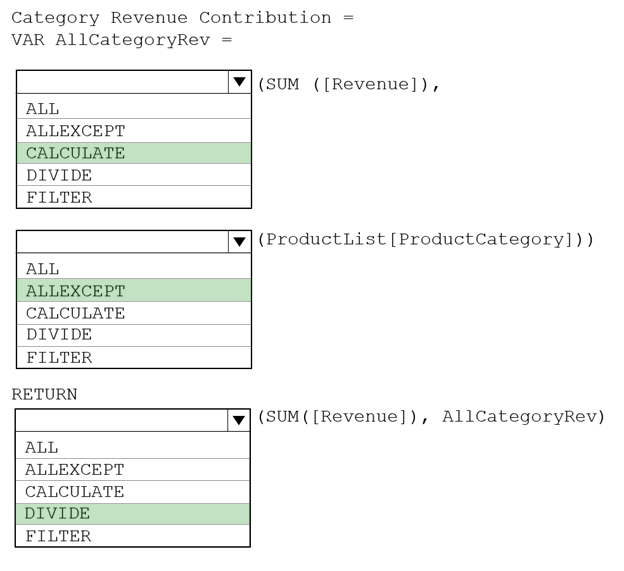 Category Revenue Contribution =
VAR AllCategoryRev =
(SUM ([Revenue]),
ALL
ALLEXCEPT
CALCULATE
DIVIDE
FILTER
(ProductList[ProductCategory]))
ALL
ALLEXCEPT
CALCULATE
DIVIDE
FILTER
RETURN
(SUM([Revenue]), AllCategoryRev)
ALL
ALLEXCEPT
CALCULATE
DIVIDE
FILTER